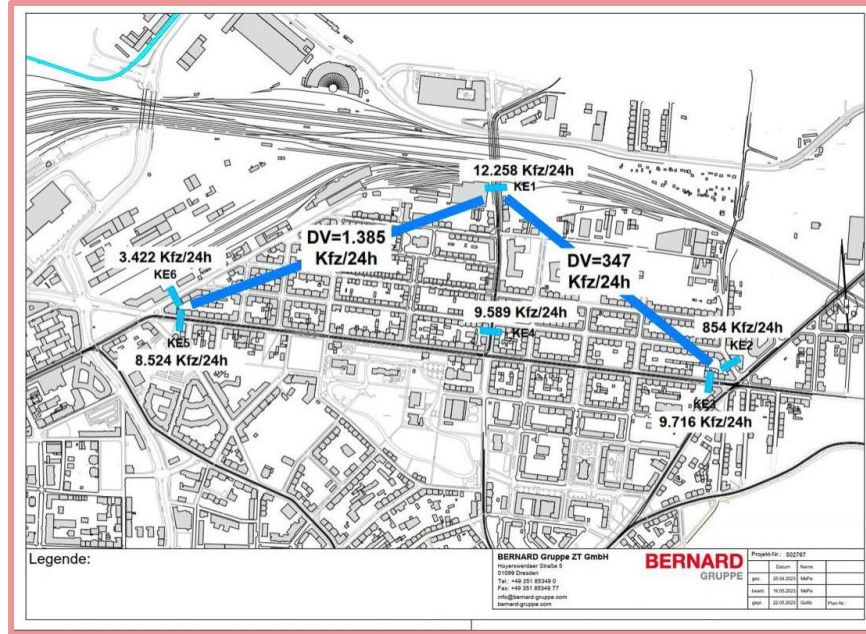 12.258 Kfz/24h
KE1
DV=1.385
Kfz/24h
DV=347
Kfz/24h
3.422 Kfz/24h
KE6
9.589 Kfz/24h
KE4
854 Kfz/24h
KE2
KE5
8.524 Kfz/24h
KE3
9.716 Kfz/24h
Legende:
BERNARD Gruppe ZT GmbH
Hoyerswerdaer Straße 5
01099 Dresden
Tel.: +49 351 85349 0
Fax: +49 351 85349 77
info@bernard-gruppe.com
bernard-gruppe.com
BERNARD
GRUPPE
Projekt-Nr.: S02767
Datum Name
gez. 25.04.2023 MePa
bearb. 16.05.2023 MePa
gepr. 22.05.2023 GuRe Plan-Nr.: